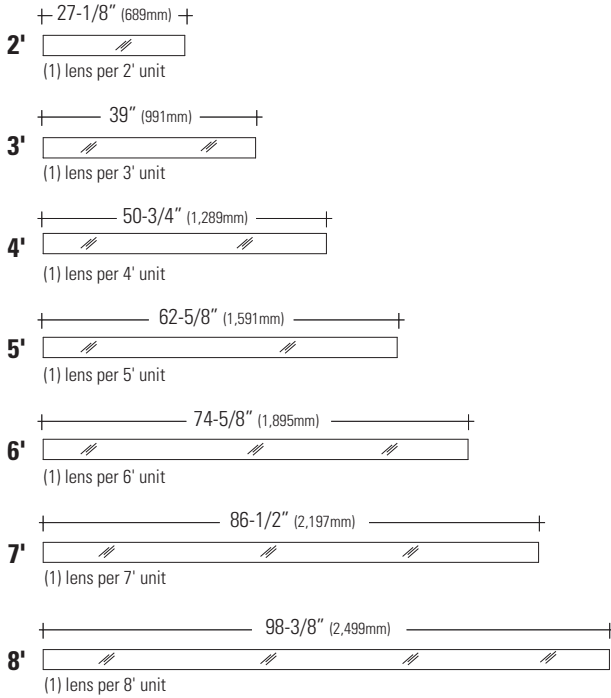 27-1/8” (689mm)
2'
(1) lens per 2' unit
39” (991mm)
3'
(1) lens per 3' unit
50-3/4” (1,289mm)
4'
(1) lens per 4' unit
62-5/8” (1,591mm)
5'
(1) lens per 5' unit
74-5/8” (1,895mm)
6'
(1) lens per 6' unit
86-1/2” (2,197mm)
7'
(1) lens per 7' unit
98-3/8” (2,499mm)
8'
(1) lens per 8' unit